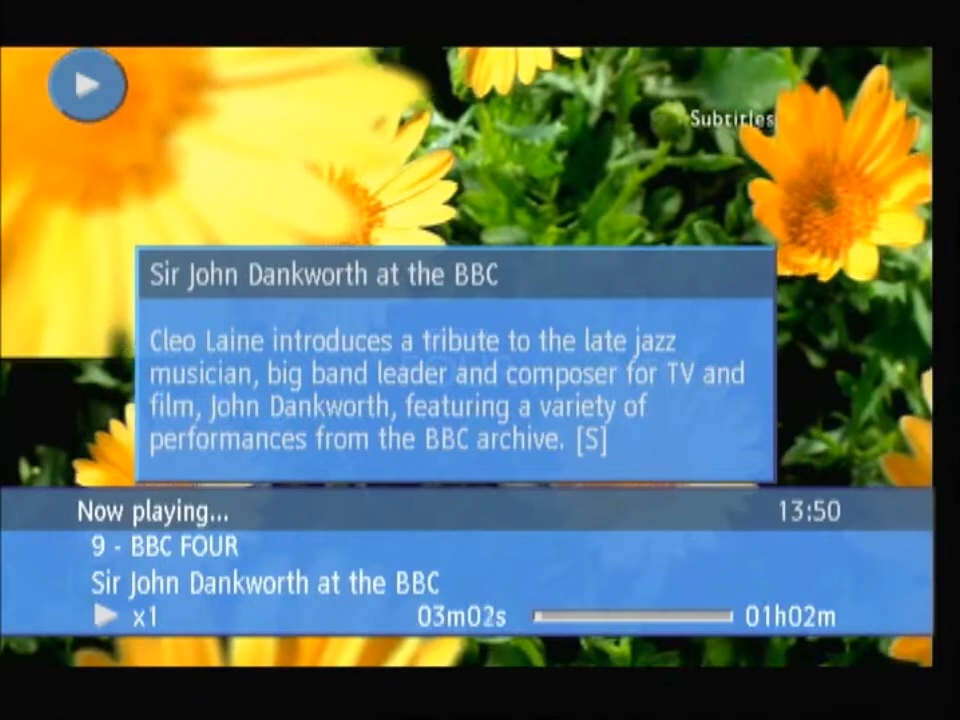 Subtitles
Sir John Dankworth at the BBC
Cleo Laine introduces a tribute to the late jazz
musician, big band leader and composer for TV and
film, John Dankworth, featuring a variety of
performances from the BBC archive. [S]
Now playing... 13:50
9 - BBC FOUR
Sir John Dankworth at the BBC
x1 03m02s 01h02m